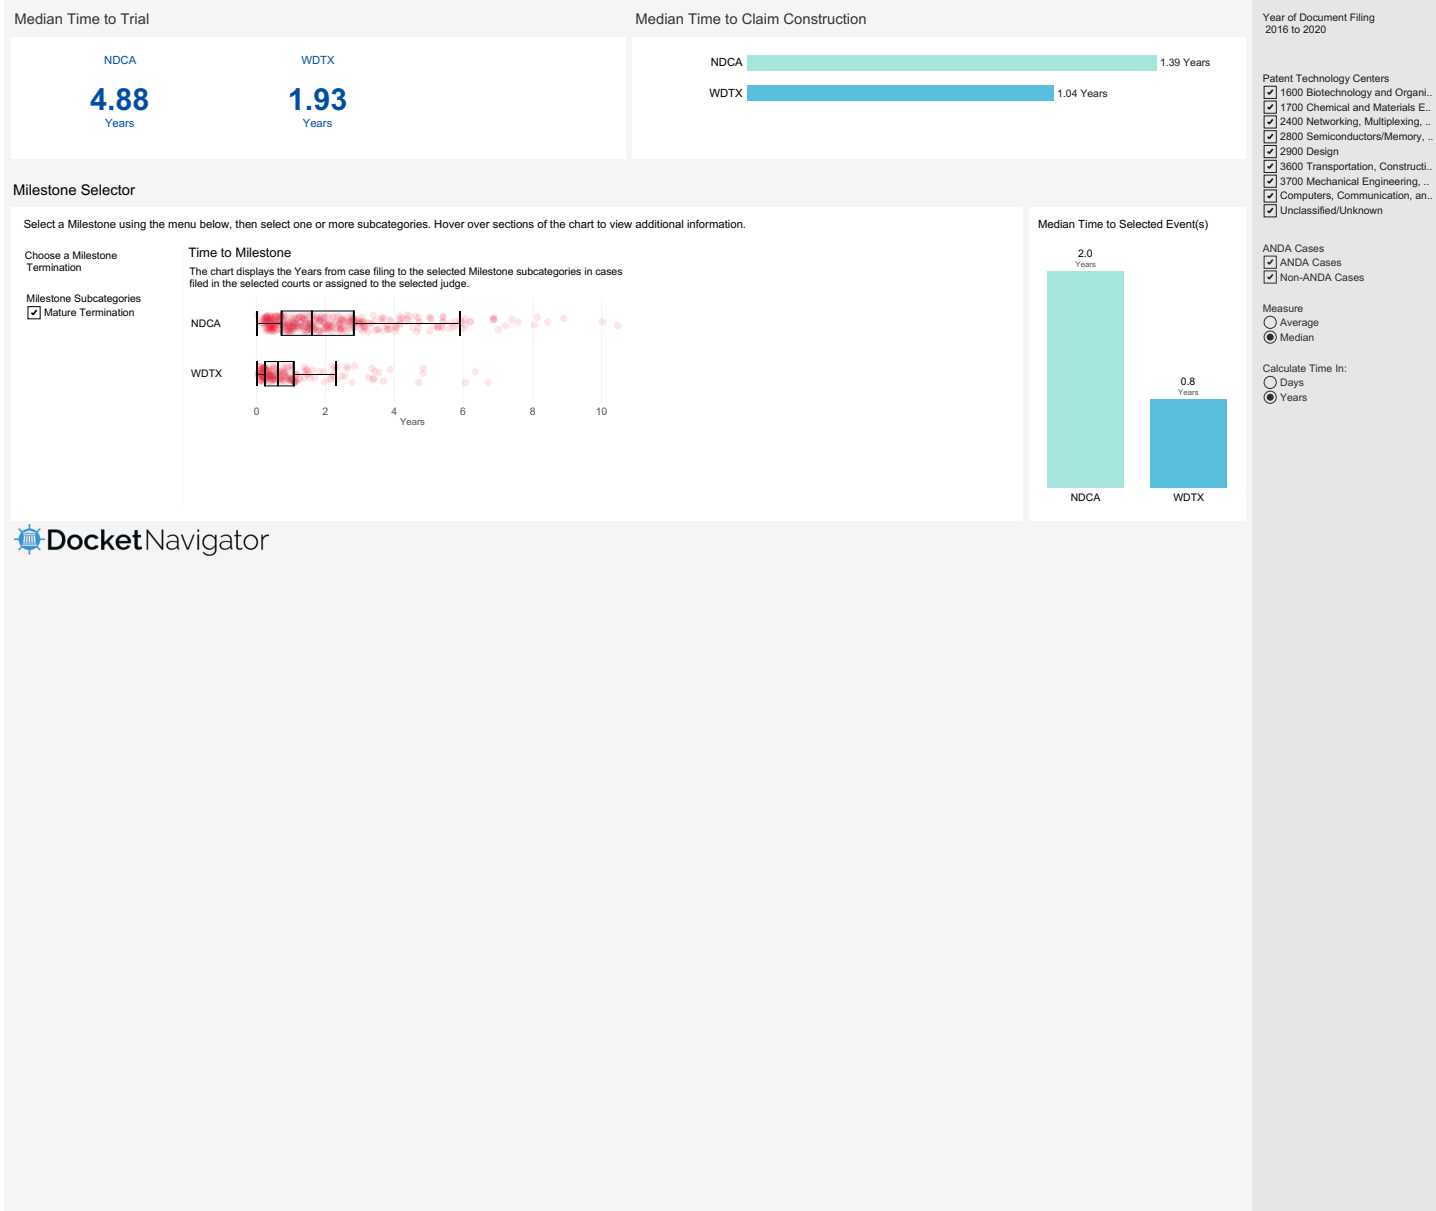 Median Time to Trial
NDCA
WDTX
4.88
1.93
Years
Years
Median Time to Claim Construction
NDCA
1.39 Years
WDTX
1.04 Years
Milestone Selector
Select a Milestone using the menu below, then select one or more subcategories. Hover over sections of the chart to view additional information.
Choose a Milestone
Termination
Milestone Subcategories
Mature Termination
Time to Milestone
The chart displays the Years from case filing to the selected Milestone subcategories in cases
filed in the selected courts or assigned to the selected judge.
NDCA
WDTX
0 2 4 6 8 10
Years
Median Time to Selected Event(s)
2.0
Years
0.8
Years
NDCA
WDTX
DocketNavigator
Year of Document Filing
2016 to 2020
Patent Technology Centers
1600 Biotechnology and Organi..
1700 Chemical and Materials E..
2400 Networking, Multiplexing, ..
2800 Semiconductors/Memory, ..
2900 Design
3600 Transportation, Constructi..
3700 Mechanical Engineering, ..
Computers, Communication, an..
Unclassified/Unknown
ANDA Cases
ANDA Cases
Non-ANDA Cases
Measure
Average
Median
Calculate Time In:
Days
Years